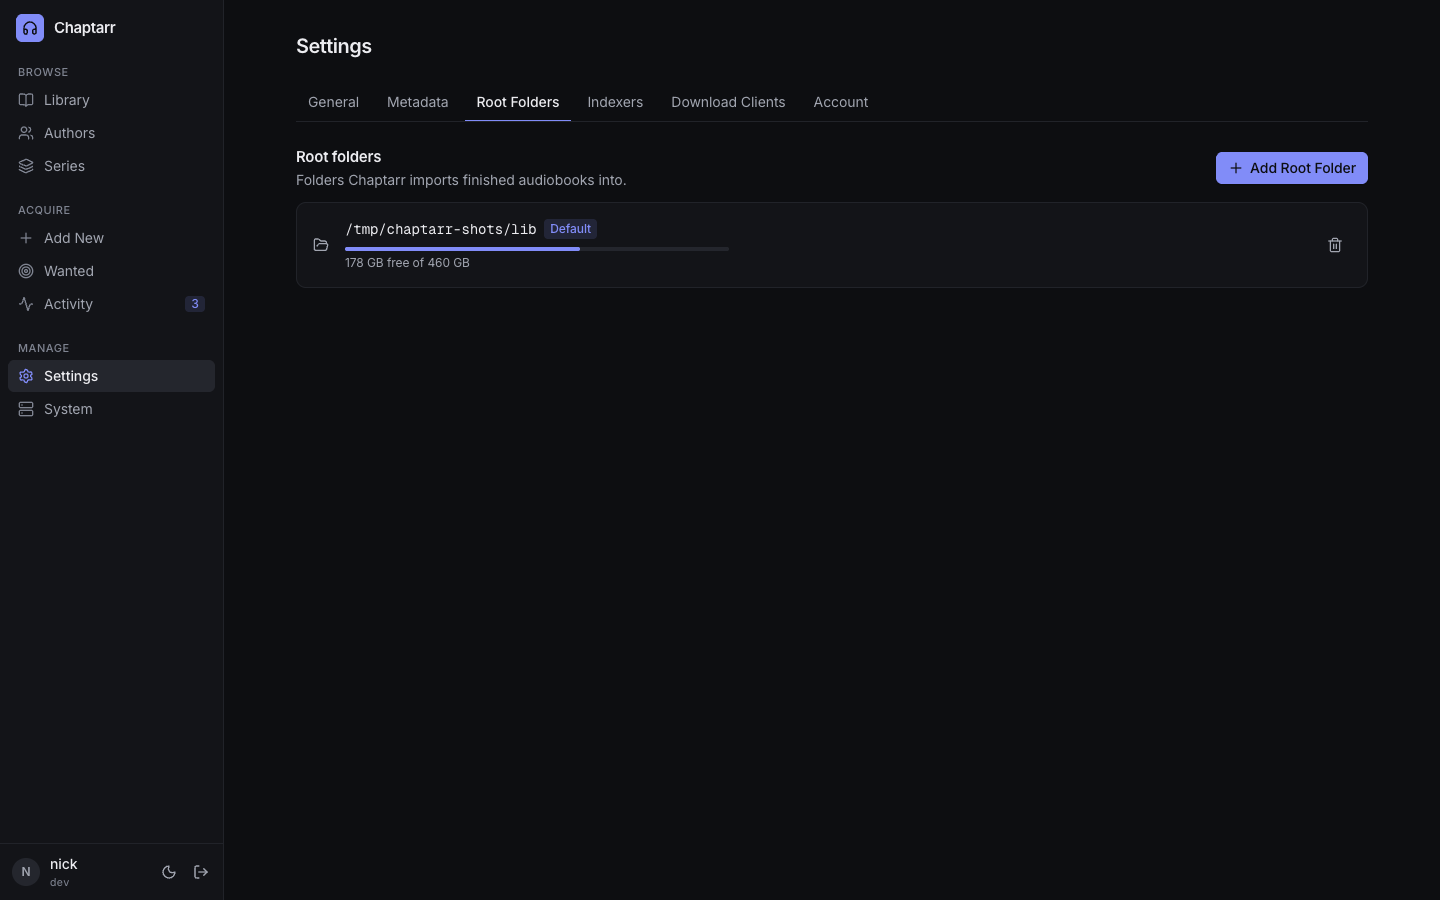 Chaptarr
BROWSE
Library
Authors
Series
ACQUIRE
Add New
Wanted
Activity 3
MANAGE
Settings
System
N
nick
dev
Settings
General Metadata Root Folders Indexers Download Clients Account
Root folders
Folders Chaptarr imports finished audiobooks into.
Add Root Folder
/tmp/chaptarr-shots/lib Default
178 GB free of 460 GB